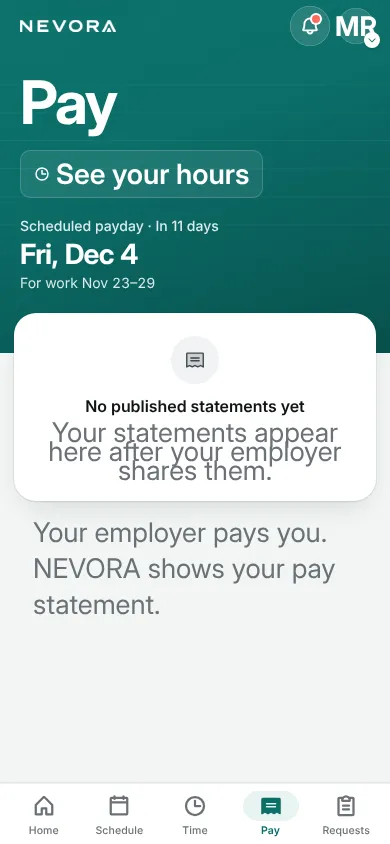 NEVORA
MR
Pay
See your hours
Scheduled payday · In 11 days
Fri, Dec 4
For work Nov 23–29
No published statements yet
Your statements appear
here after your employer
shares them.
Your employer pays you.
NEVORA shows your pay
statement.
Home
Schedule
Time
Pay
Requests